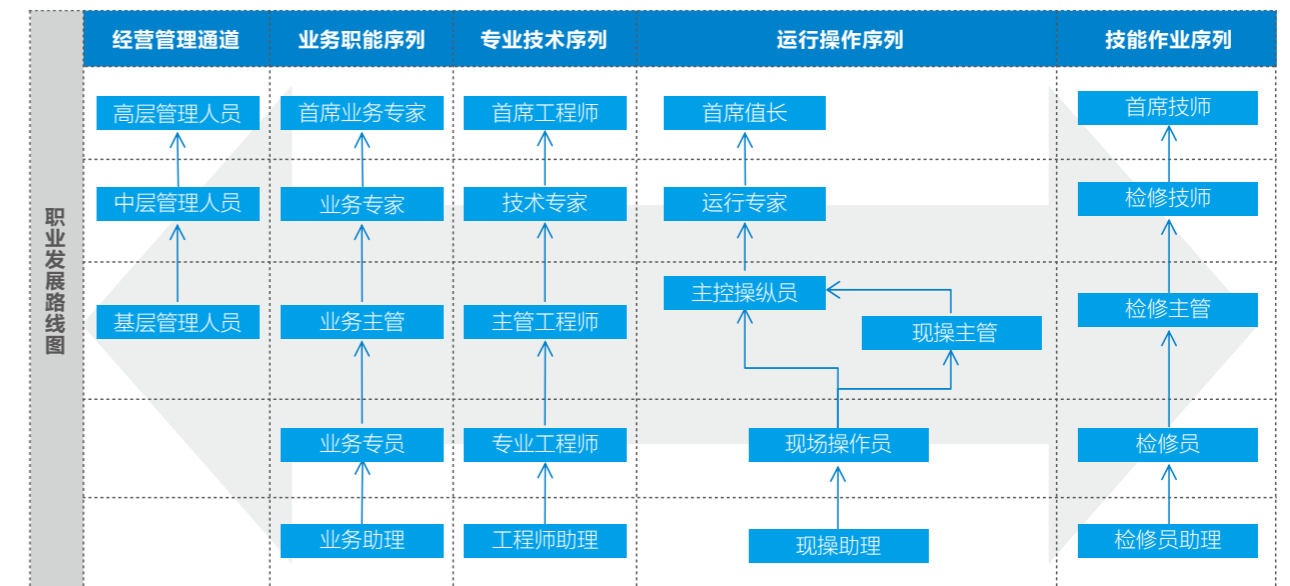 经营管理通道
业务职能序列
专业技术序列
运行操作序列
技能作业序列
职业发展路线图
高层管理人员
首席业务专家
首席工程师
首席值长
首席技师
中层管理人员
业务专家
技术专家
运行专家
检修技师
主控操纵员
基层管理人员
业务主管
主管工程师
现操主管
检修主管
业务专员
专业工程师
现场操作员
检修员
业务助理
工程师助理
现操助理
检修员助理